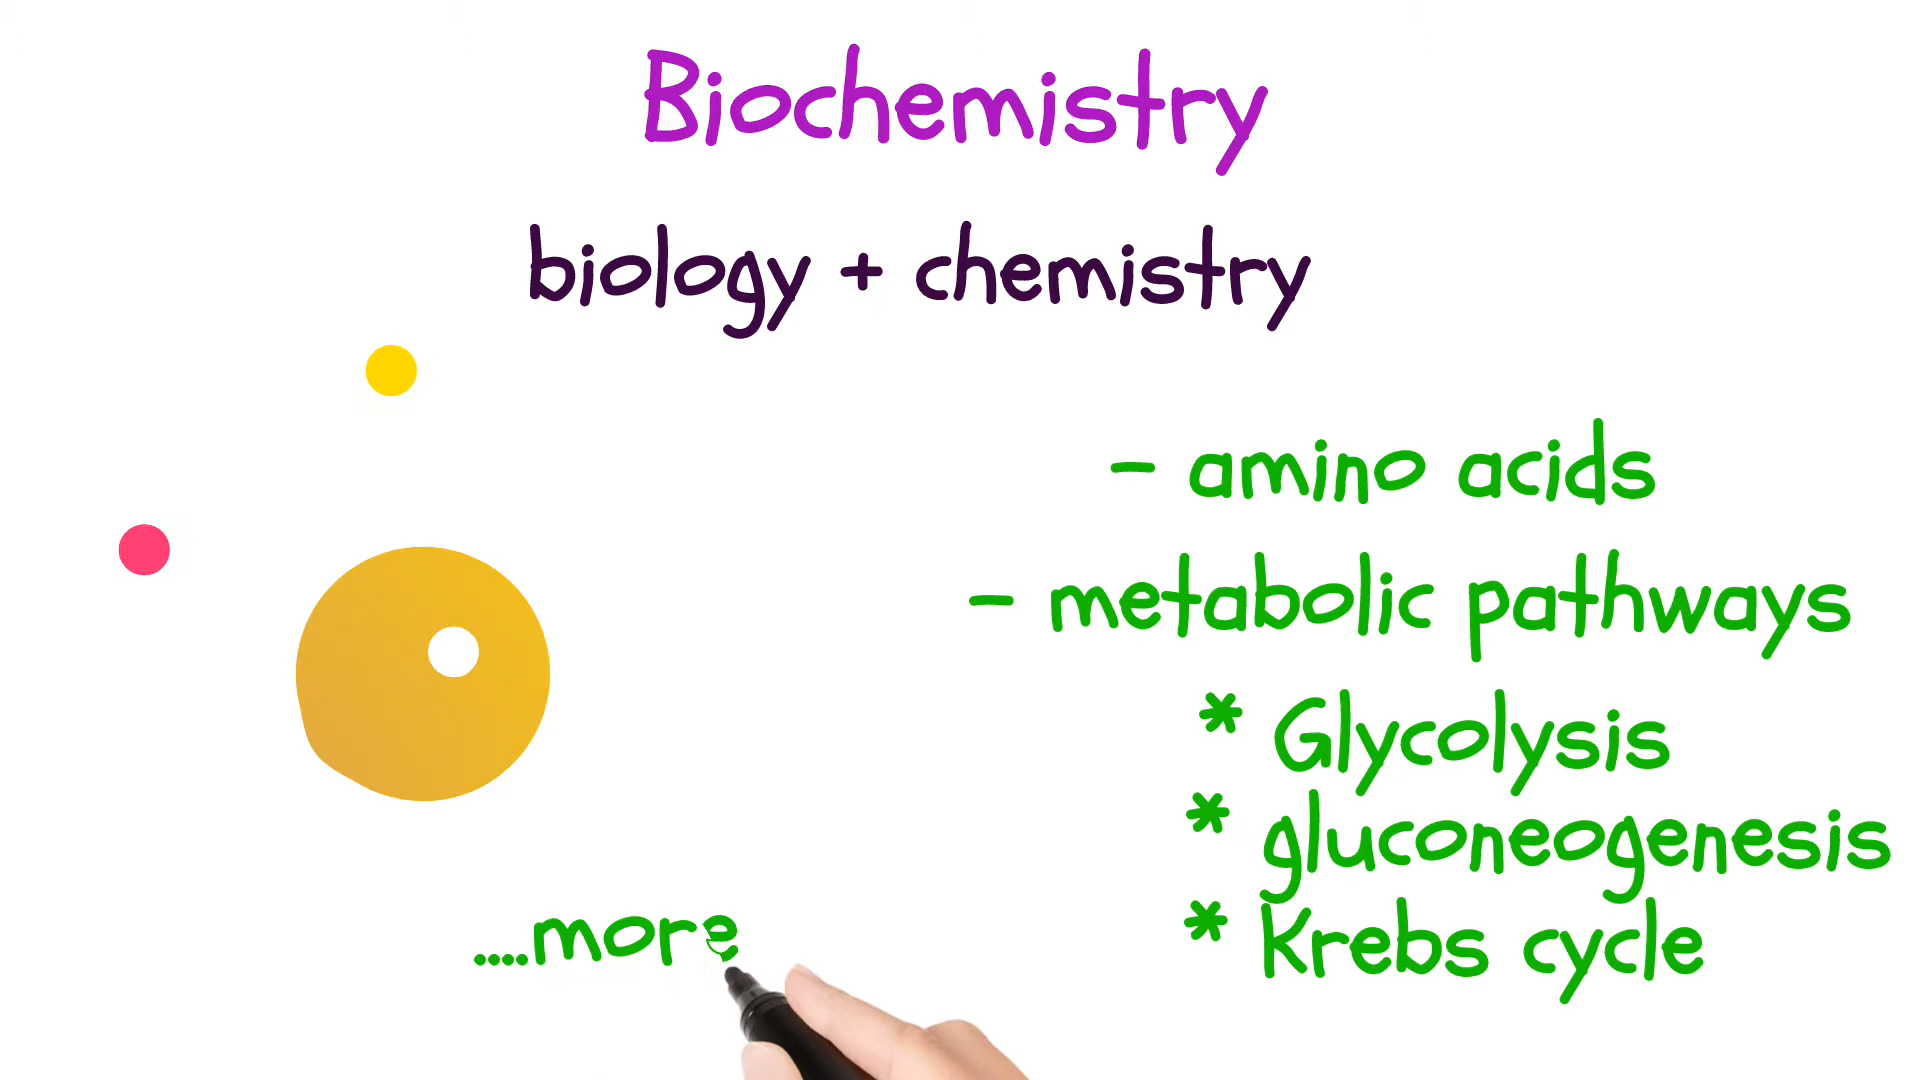 Biochemistry
biology + chemistry
- amino acids
- metabolic pathways
* Glycolysis
* gluconeogenesis
* Krebs cycle
....more